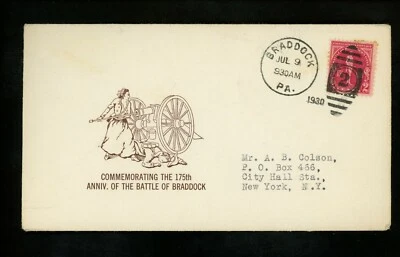 BRADDOCK
JUL 9
930AM
1930
PA.
2
COMMEMORATING THE 175th
ANNIV. OF THE BATTLE OF BRADDOCK
Mr. A. B. Colson,
P. O. Box 466,
City Hall Sta.,
New York, N.Y.